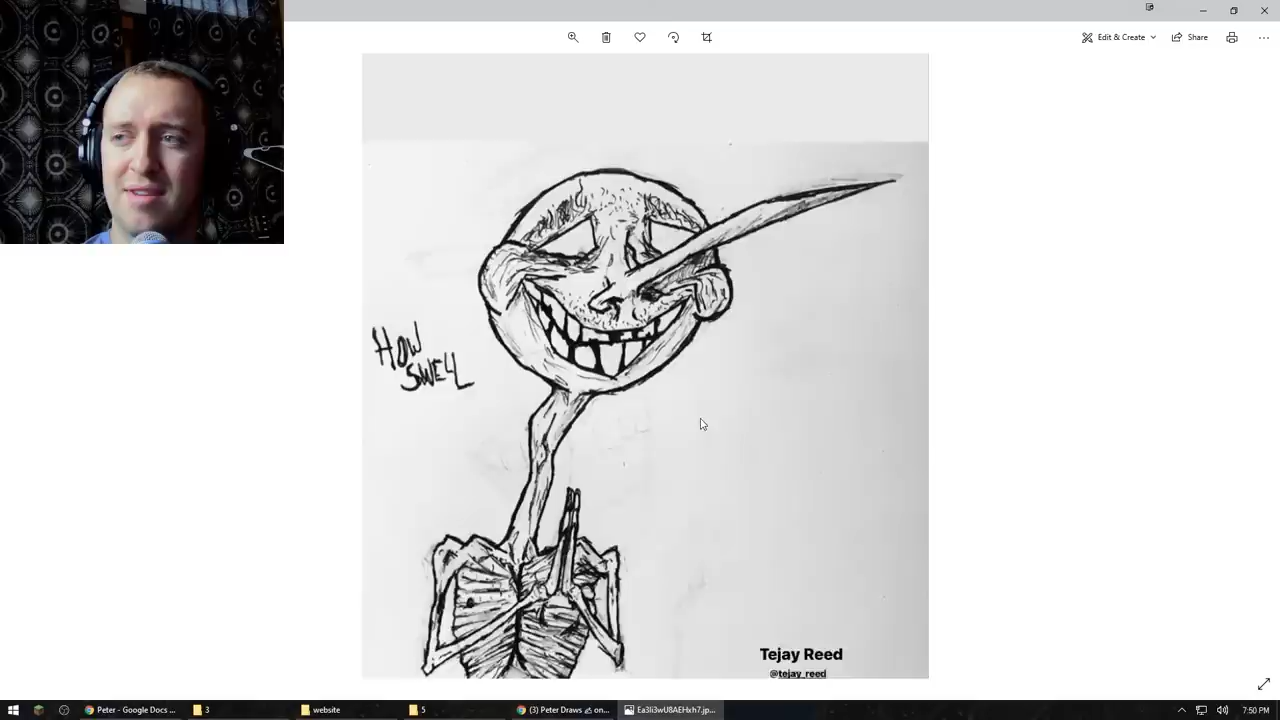 Edit & Create
Share
HOW
SWELL
Tejay Reed
@tejay_reed
Peter - Google Docs ...
3
website
5
(3) Peter Draws ✍ on...
Ea3li3wU8AEHxh7.jp...
7:50 PM